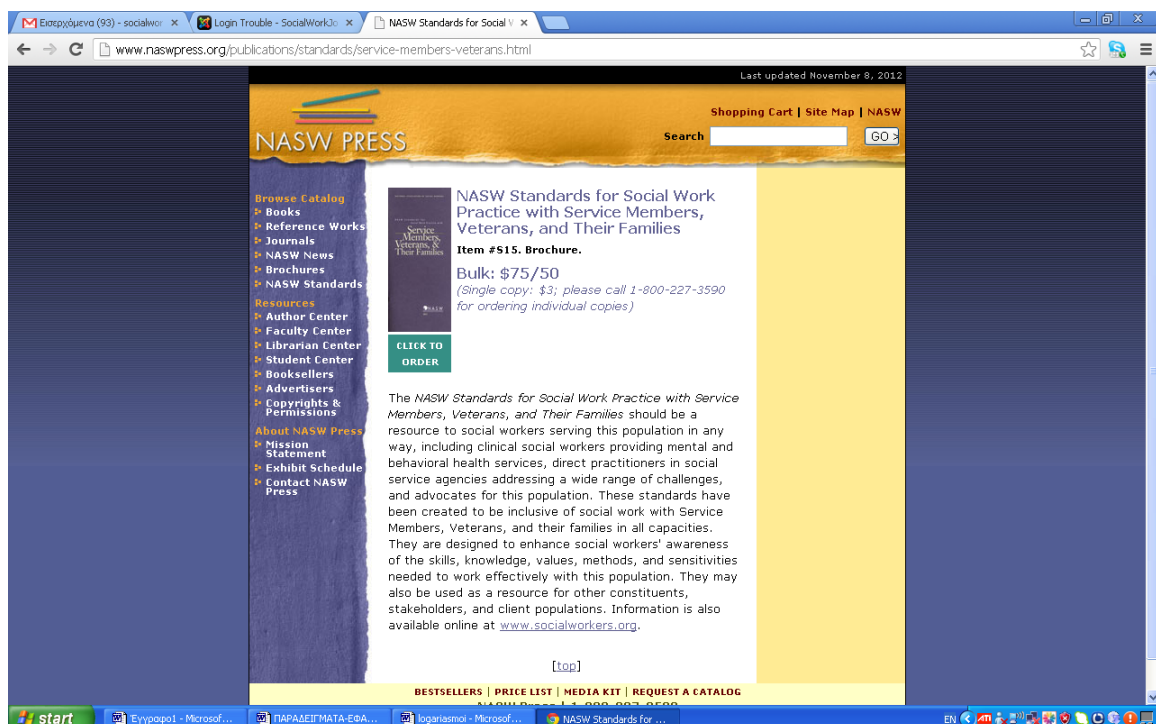 Εισερχόμενα (93) - socialwor
Login Trouble - SocialWorkJo
NASW Standards for Social W
www.naswpress.org/publications/standards/service-members-veterans.html
Last updated November 8, 2012
NASW PRESS
Shopping Cart | Site Map | NASW
Search GO >
Browse Catalog
Books
Reference Works
Journals
NASW News
Brochures
NASW Standards
Resources
Author Center
Faculty Center
Librarian Center
Student Center
Booksellers
Advertisers
Copyrights &
Permissions
About NASW Press
Mission
Statement
Exhibit Schedule
Contact NASW
Press
Service
Members,
Veterans, &
Their Families
NASW
CLICK TO
ORDER
NASW Standards for Social Work
Practice with Service Members,
Veterans, and Their Families
Item #S15. Brochure.
Bulk: $75/50
(Single copy: $3; please call 1-800-227-3590
for ordering individual copies)
The NASW Standards for Social Work Practice with Service
Members, Veterans, and Their Families should be a
resource to social workers serving this population in any
way, including clinical social workers providing mental and
behavioral health services, direct practitioners in social
service agencies addressing a wide range of challenges,
and advocates for this population. These standards have
been created to be inclusive of social work with Service
Members, Veterans, and their families in all capacities.
They are designed to enhance social workers' awareness
of the skills, knowledge, values, methods, and sensitivities
needed to work effectively with this population. They may
also be used as a resource for other constituents,
stakeholders, and client populations. Information is also
available online at www.socialworkers.org.
[top]
BESTSELLERS | PRICE LIST | MEDIA KIT | REQUEST A CATALOG
start
Έγγραφο1 - Microsof...
ΠΑΡΑΔΕΙΓΜΑΤΑ-ΕΦΑ...
logariasmoi - Microsof...
NASW Standards for ...
EN